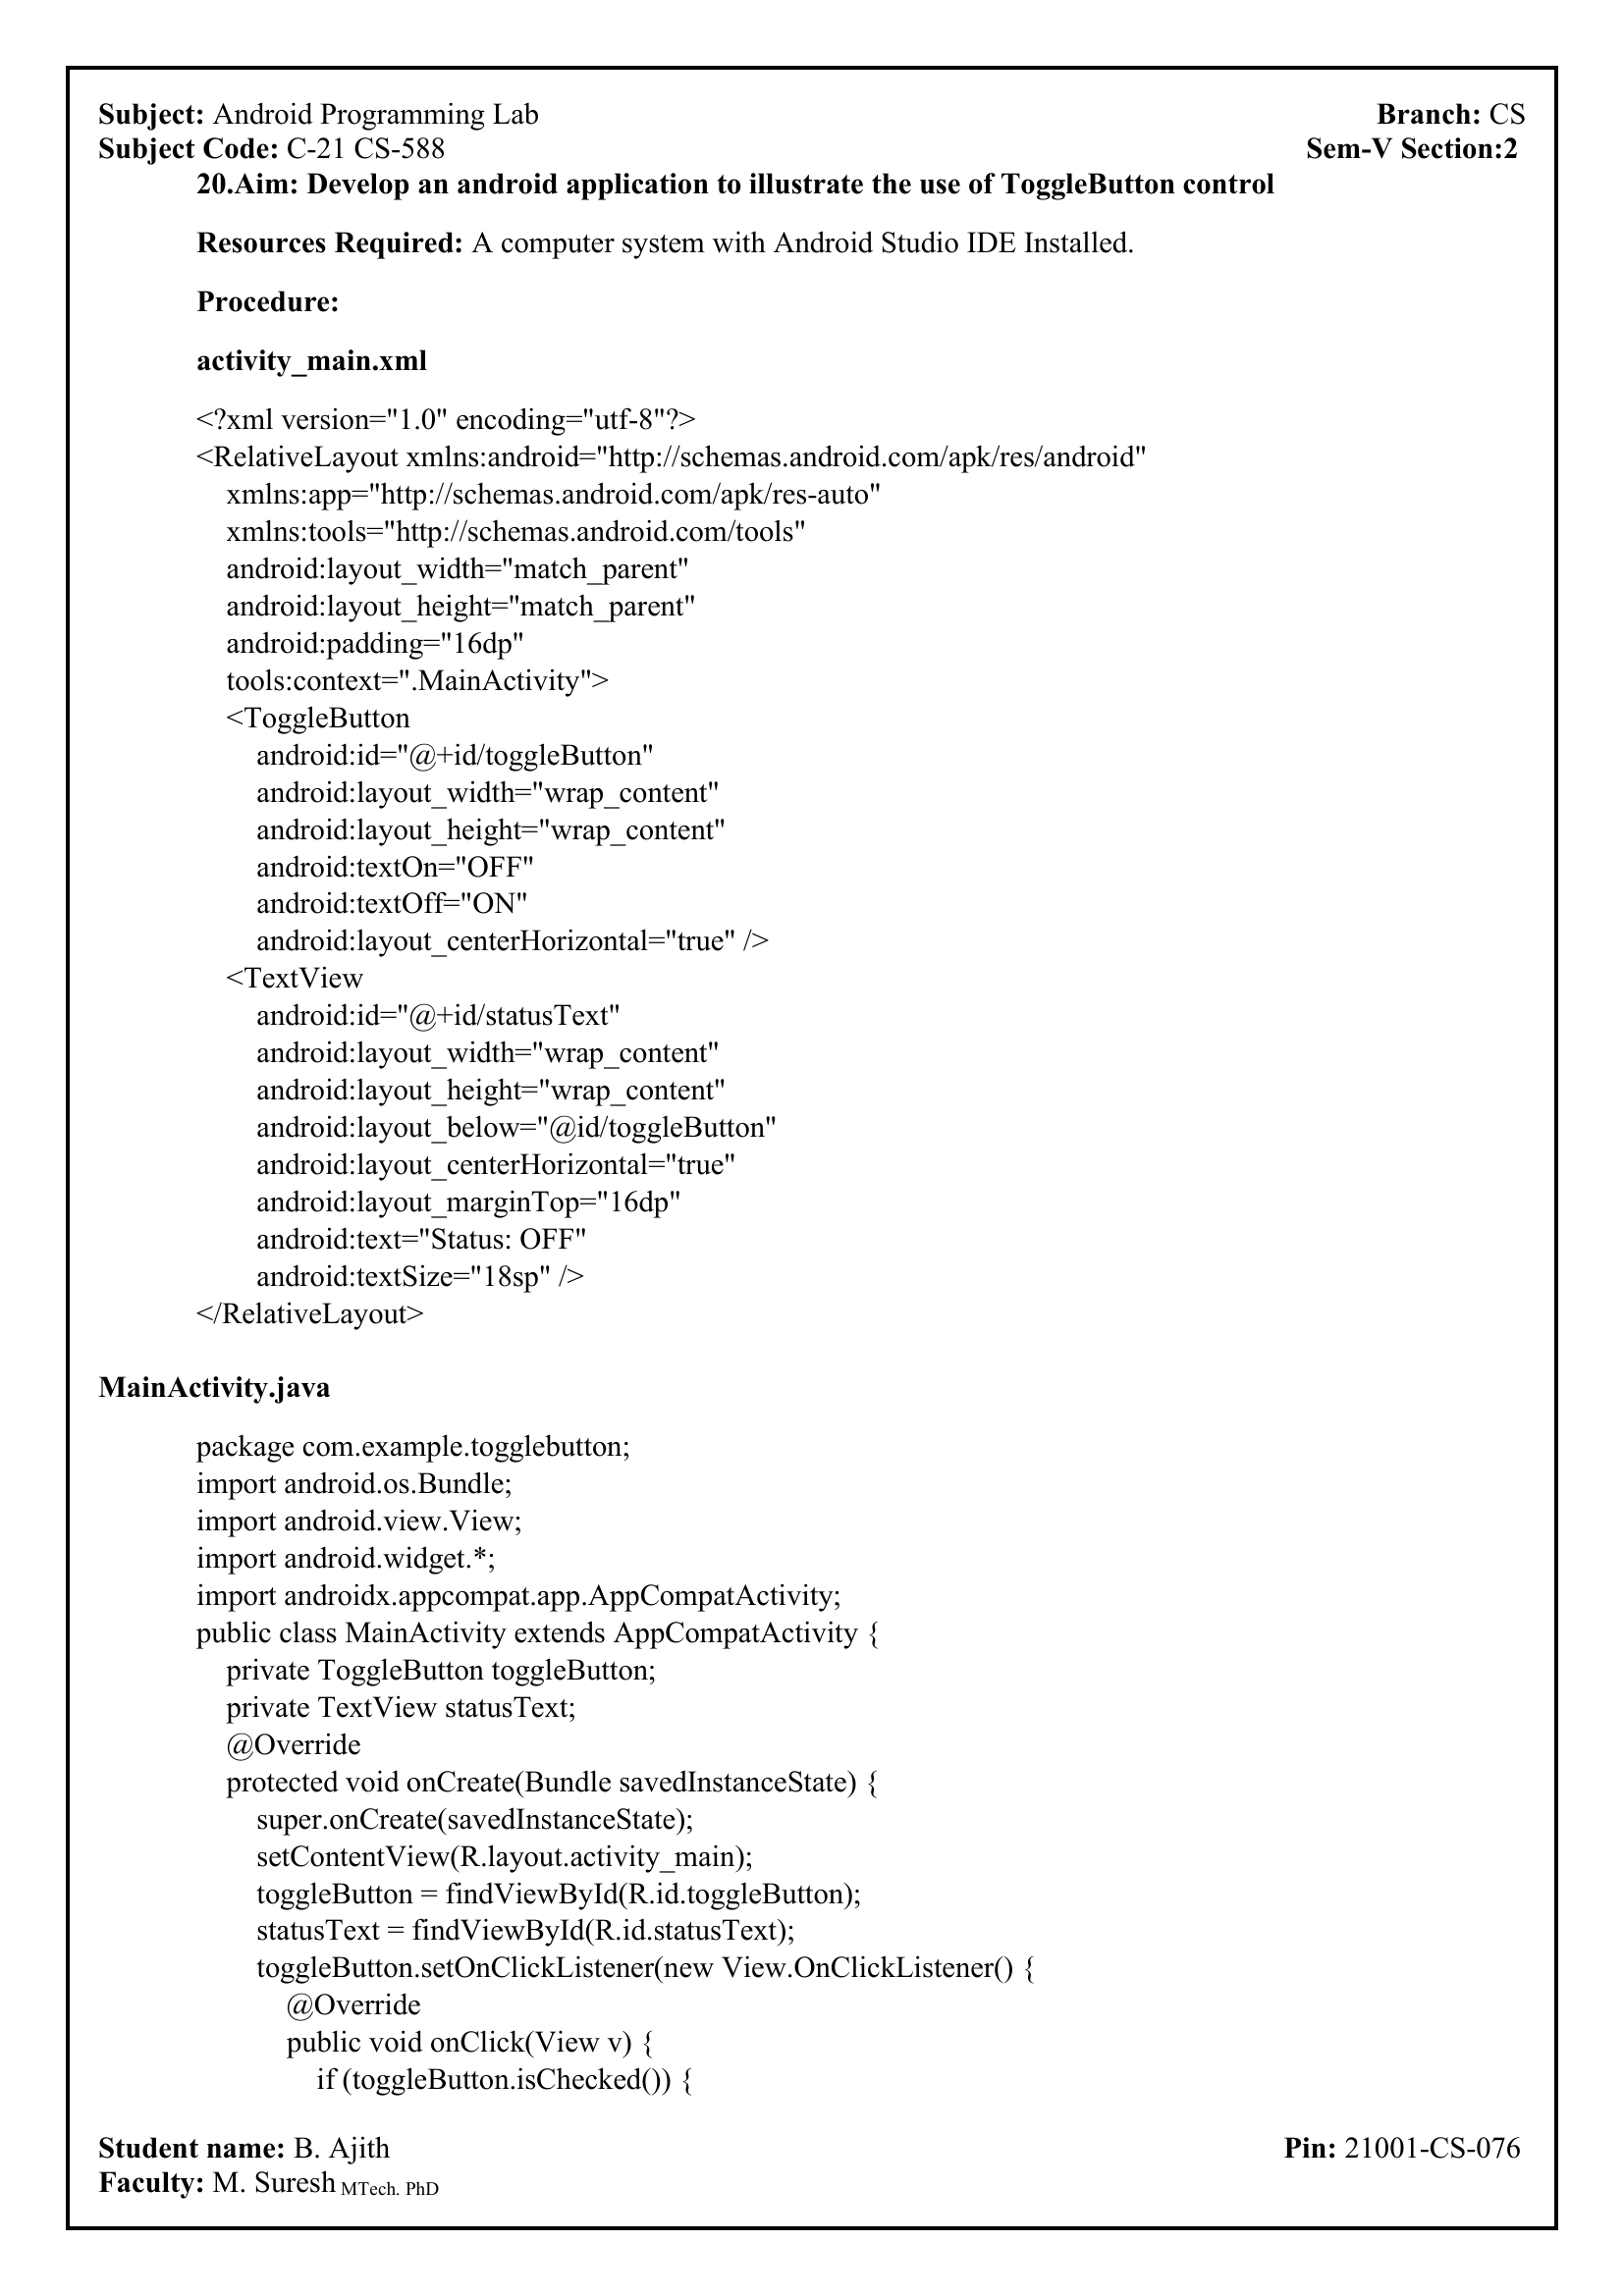 Subject: Android Programming Lab Branch: CS
Subject Code: C-21 CS-588 Sem-V Section:2
20.Aim: Develop an android application to illustrate the use of ToggleButton control
Resources Required: A computer system with Android Studio IDE Installed.
Procedure:
activity_main.xml
<?xml version="1.0" encoding="utf-8"?>
<RelativeLayout xmlns:android="http://schemas.android.com/apk/res/android"
    xmlns:app="http://schemas.android.com/apk/res-auto"
    xmlns:tools="http://schemas.android.com/tools"
    android:layout_width="match_parent"
    android:layout_height="match_parent"
    android:padding="16dp"
    tools:context=".MainActivity">
    <ToggleButton
        android:id="@+id/toggleButton"
        android:layout_width="wrap_content"
        android:layout_height="wrap_content"
        android:textOn="OFF"
        android:textOff="ON"
        android:layout_centerHorizontal="true" />
    <TextView
        android:id="@+id/statusText"
        android:layout_width="wrap_content"
        android:layout_height="wrap_content"
        android:layout_below="@id/toggleButton"
        android:layout_centerHorizontal="true"
        android:layout_marginTop="16dp"
        android:text="Status: OFF"
        android:textSize="18sp" />
</RelativeLayout>
MainActivity.java
package com.example.togglebutton;
import android.os.Bundle;
import android.view.View;
import android.widget.*;
import androidx.appcompat.app.AppCompatActivity;
public class MainActivity extends AppCompatActivity {
    private ToggleButton toggleButton;
    private TextView statusText;
    @Override
    protected void onCreate(Bundle savedInstanceState) {
        super.onCreate(savedInstanceState);
        setContentView(R.layout.activity_main);
        toggleButton = findViewById(R.id.toggleButton);
        statusText = findViewById(R.id.statusText);
        toggleButton.setOnClickListener(new View.OnClickListener() {
            @Override
            public void onClick(View v) {
                if (toggleButton.isChecked()) {
Student name: B. Ajith Pin: 21001-CS-076
Faculty: M. Suresh MTech. PhD